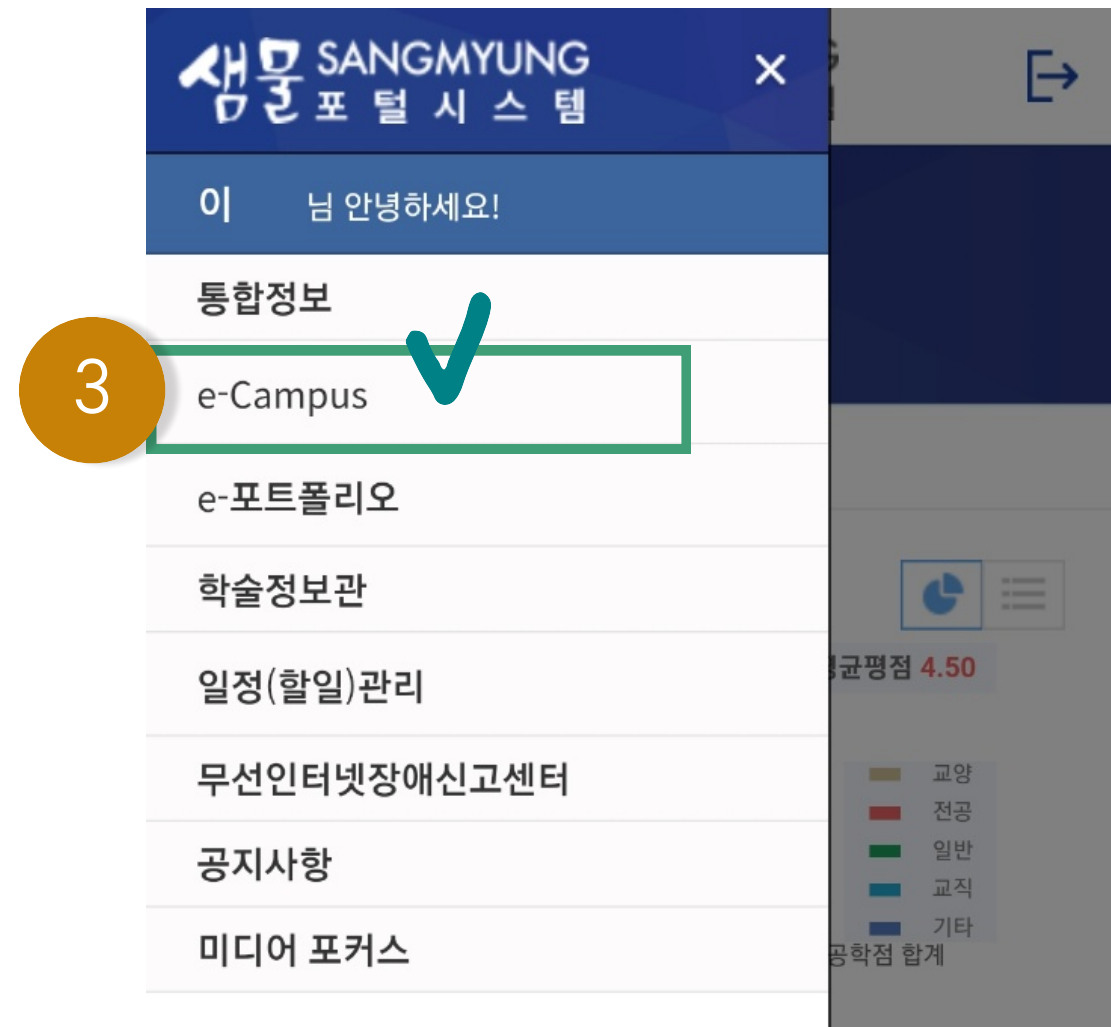 샘물 SANGMYUNG
포털시스템
이 님 안녕하세요!
통합정보
3
e-Campus
e-포트폴리오
학술정보관
일정(할일)관리
무선인터넷장애신고센터
공지사항
미디어 포커스
평균평점 4.50
교양
전공
일반
교직
기타
공학점 합계